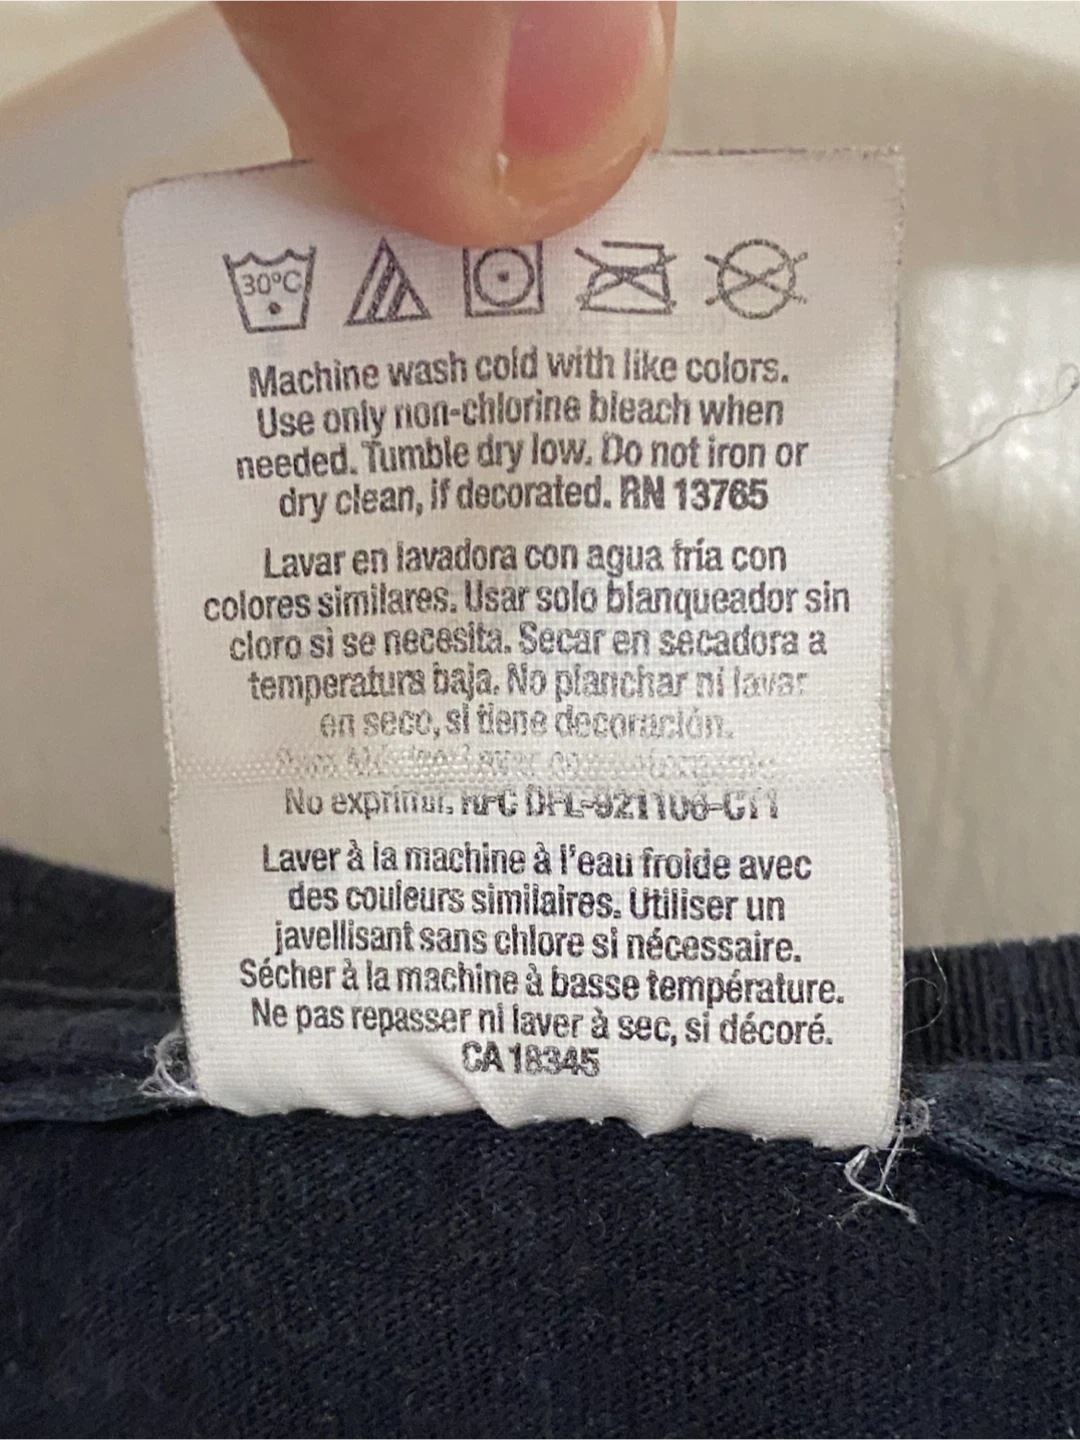 30°C
Machine wash cold with like colors.
Use only non-chlorine bleach when
needed. Tumble dry low. Do not iron or
dry clean, if decorated. RN 13765
Lavar en lavadora con agua fría con
colores similares. Usar solo blanqueador sin
cloro si se necesita. Secar en secadora a
temperatura baja. No planchar ni lavar
en seco, si tiene decoración.
No exprimir. RFC DFL-921106-CT1
Laver à la machine à l'eau froide avec
des couleurs similaires. Utiliser un
javellisant sans chlore si nécessaire.
Sécher à la machine à basse température.
Ne pas repasser ni laver à sec, si décoré.
CA 18345